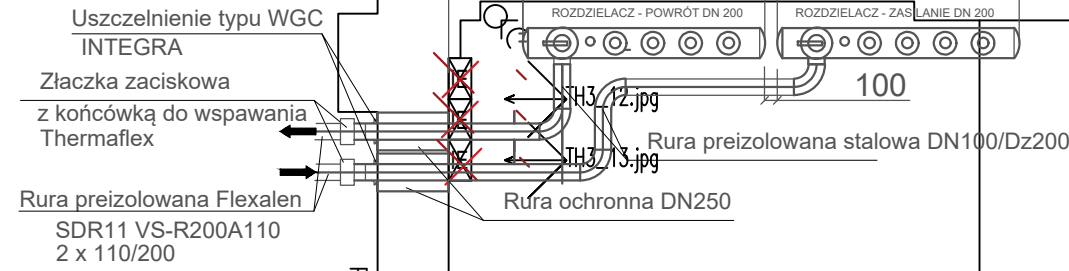 Uszczelnienie typu WGC
INTEGRA
ROZDZIELACZ - POWRÓT DN 200
ROZDZIELACZ - ZASILANIE DN 200
Złaczka zaciskowa
z końcówką do wspawania
Thermaflex
100
TH3_12.jpg
Rura preizolowana stalowa DN100/Dz200
TH3_13.jpg
Rura preizolowana Flexalen
SDR11 VS-R200A110
2 x 110/200
Rura ochronna DN250